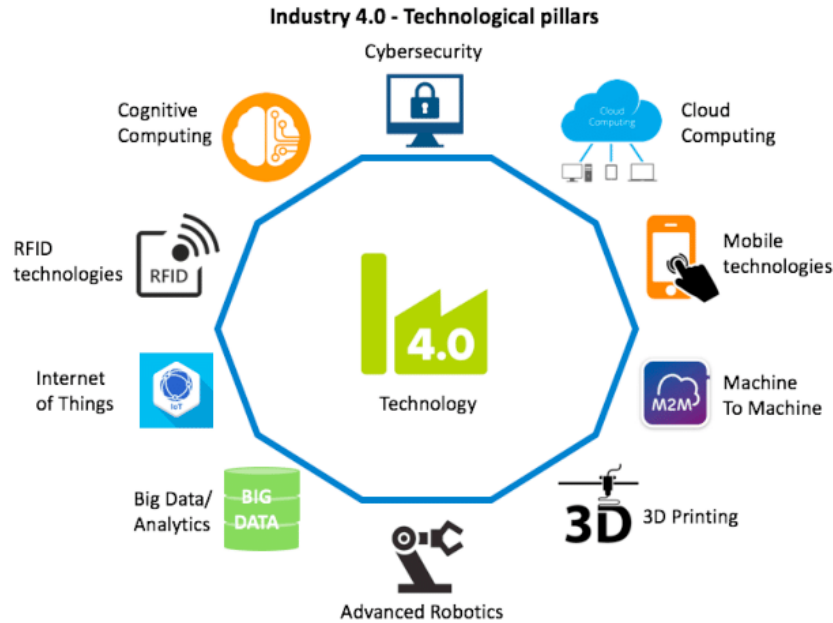 Industry 4.0 - Technological pillars
Cybersecurity
Cognitive
Computing
Cloud
Computing
Cloud
Computing
RFID
technologies
RFID
Mobile
technologies
4.0
Technology
Internet
of Things
IoT
M2M
Machine
To Machine
Big Data/
Analytics
BIG
DATA
3D
3D Printing
Advanced Robotics